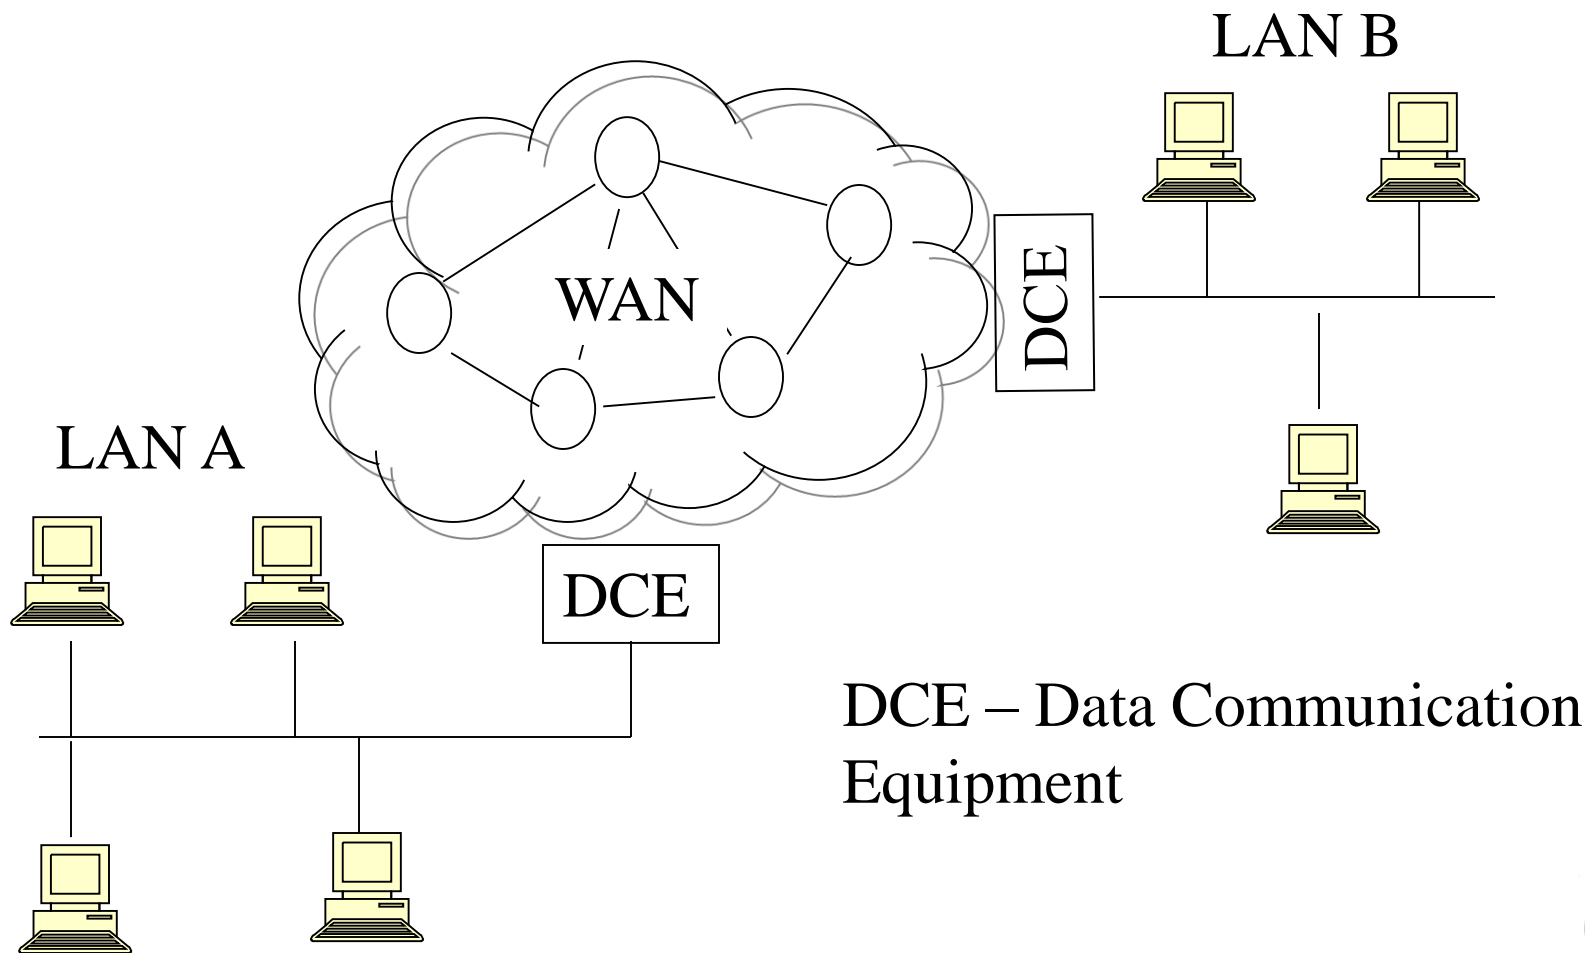 LAN B
WAN
DCE
LAN A
DCE
DCE – Data Communication
Equipment